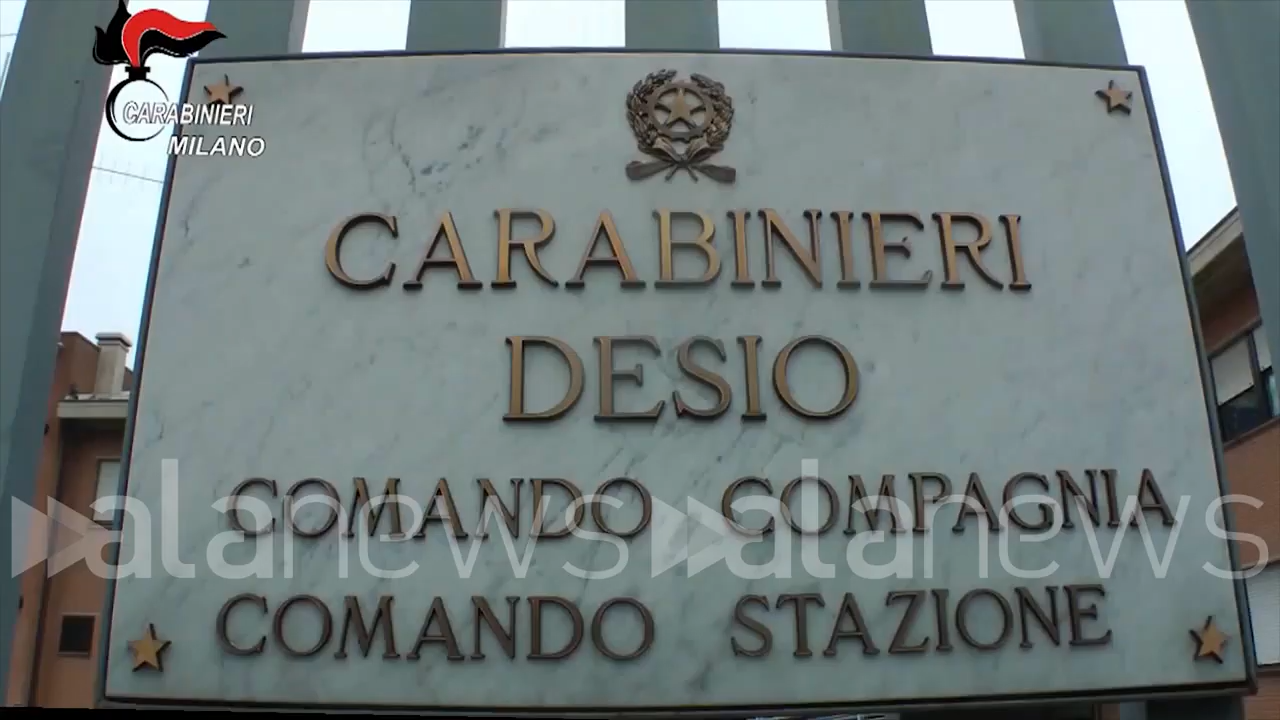 CARABINIERI
MILANO
CARABINIERI
DESIO
COMANDO COMPAGNIA
alanews alanews
COMANDO STAZIONE